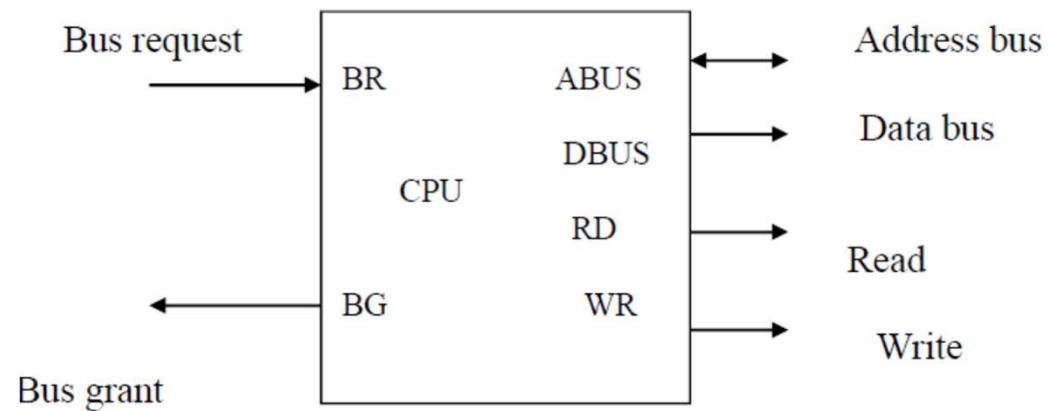 Bus request
BR
CPU
BG
Bus grant
ABUS
DBUS
RD
WR
Address bus
Data bus
Read
Write